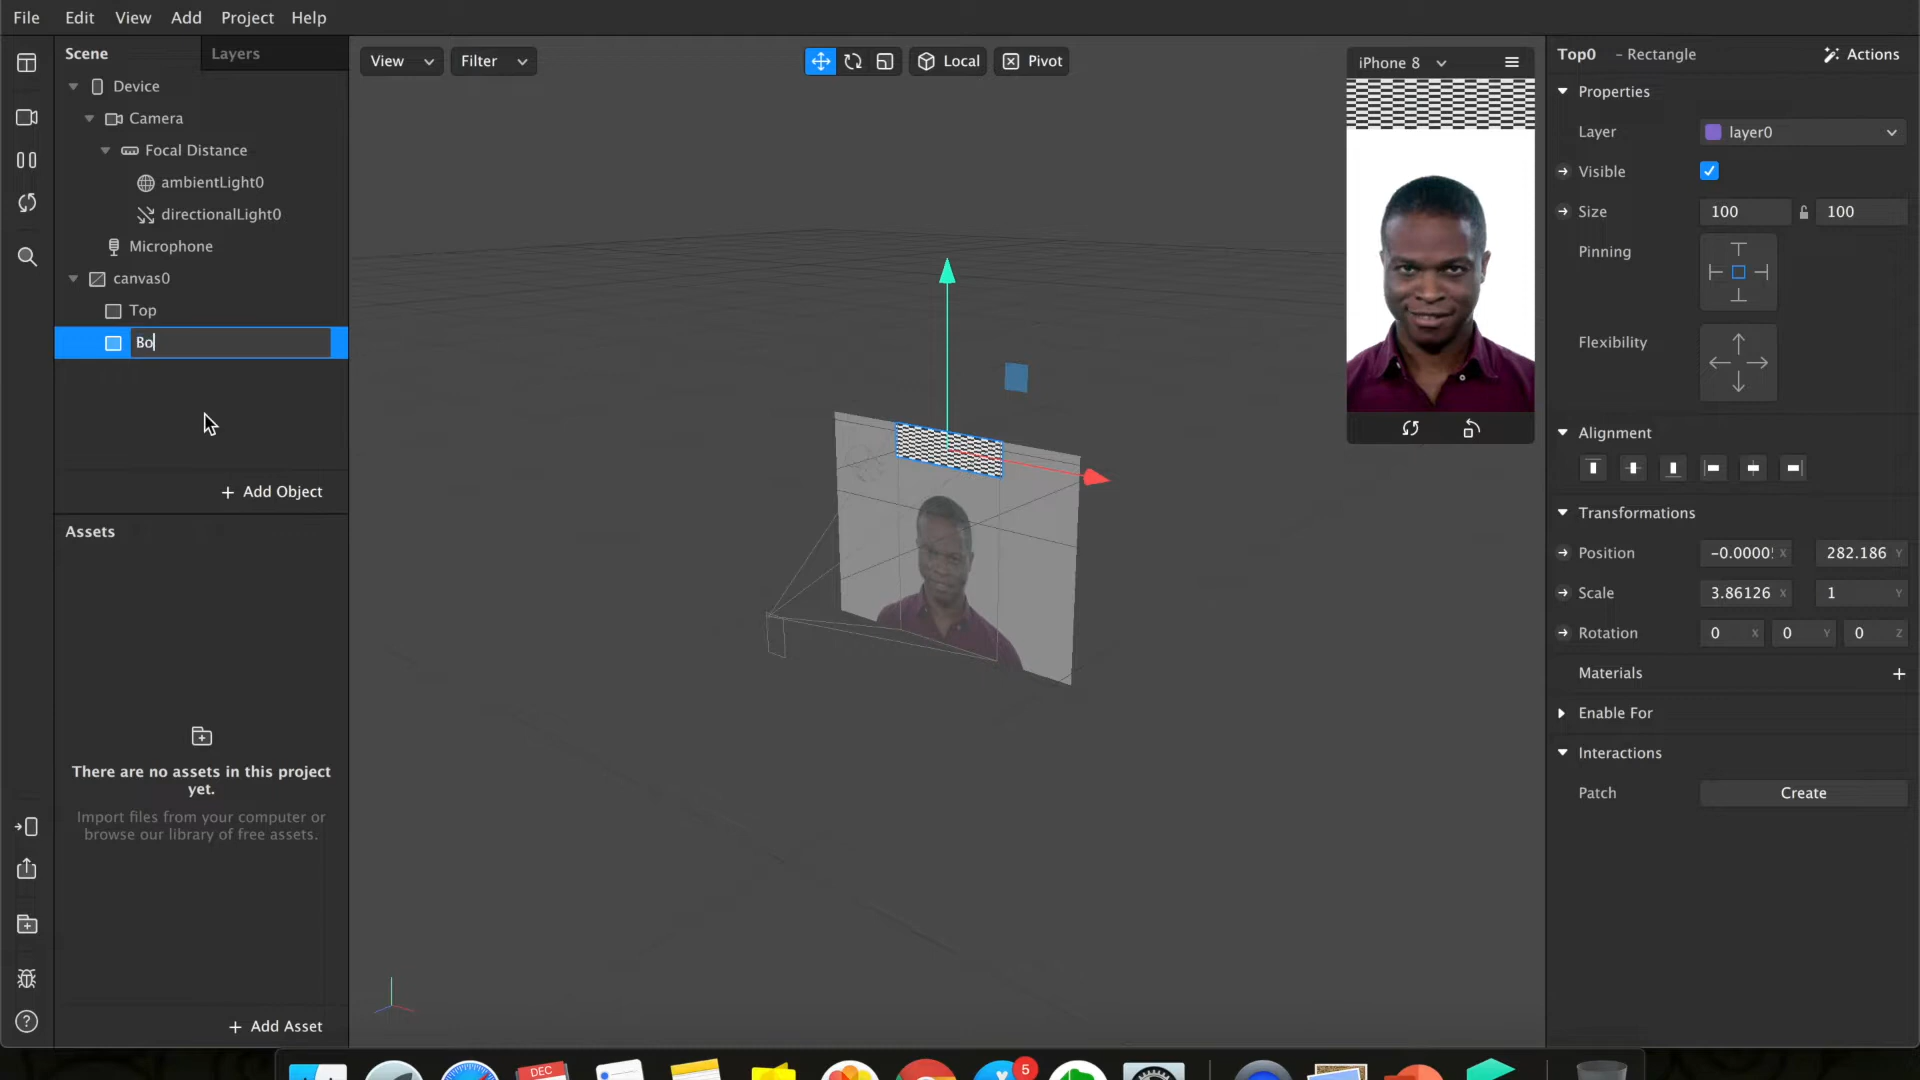 File Edit View Add Project Help
Scene Layers
Device
Camera
Focal Distance
ambientLight0
directionalLight0
Microphone
canvas0
Top
Bo
+ Add Object
Assets
There are no assets in this project
yet.
Import files from your computer or
browse our library of free assets.
+ Add Asset
View Filter Local Pivot
iPhone 8
Top0 - Rectangle Actions
Properties
Layer layer0
Visible
Size 100 100
Pinning
Flexibility
Alignment
Transformations
Position -0.0000 X 282.186 Y
Scale 3.86126 X 1 Y
Rotation 0 X 0 Y 0 Z
Materials +
Enable For
Interactions
Patch Create
DEC
5